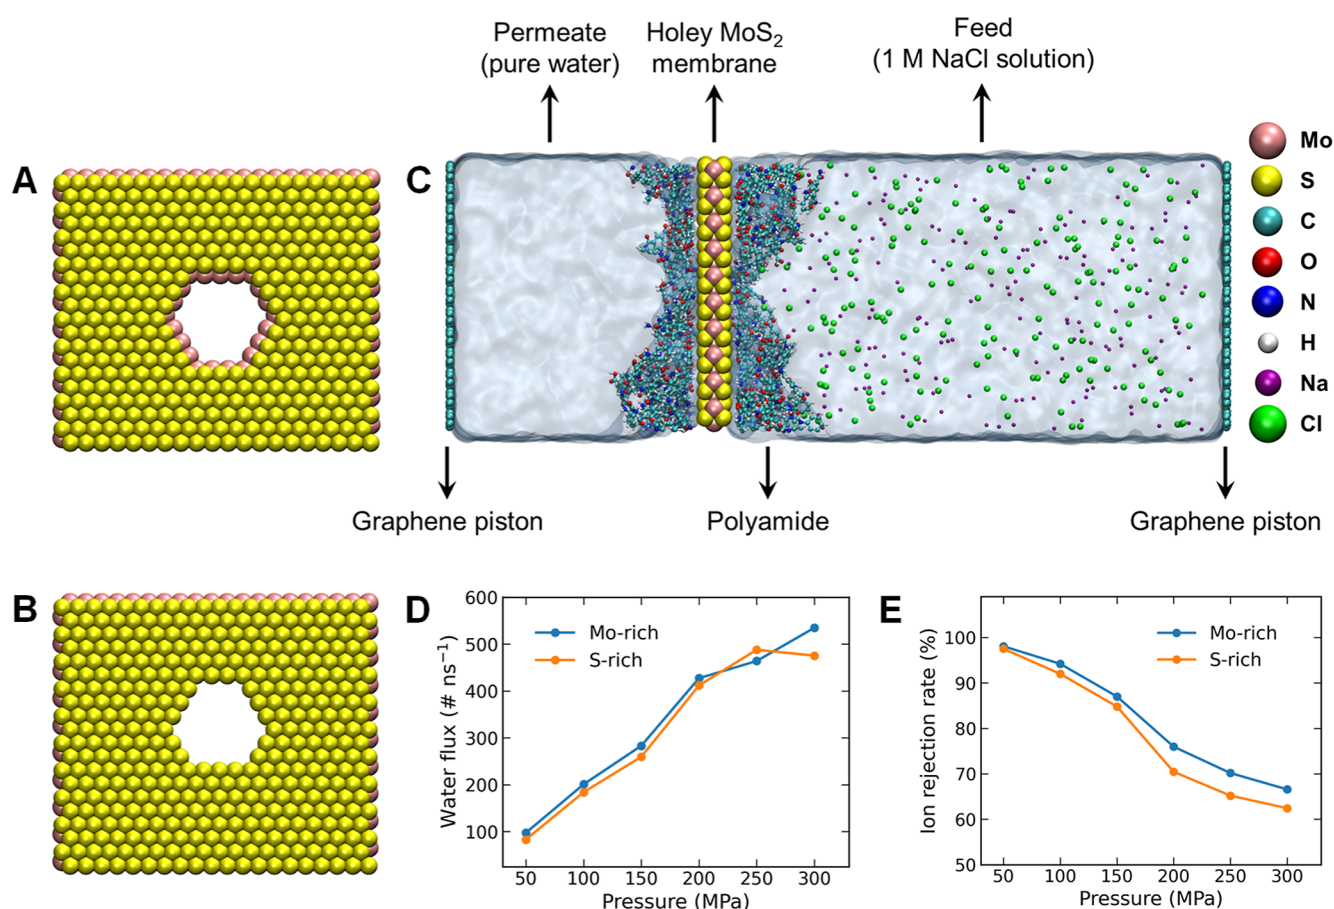 Permeate
(pure water)
Holey MoS₂
membrane
Feed
(1 M NaCl solution)
A
C
Mo
S
C
O
N
H
Na
Cl
Graphene piston
Polyamide
Graphene piston
B
D
600
500
400
300
200
100
Water flux (# ns⁻¹)
Mo-rich
S-rich
50
100
150
200
250
300
Pressure (MPa)
E
100
90
80
70
60
50
Ion rejection rate (%)
Mo-rich
S-rich
50
100
150
200
250
300
Pressure (MPa)